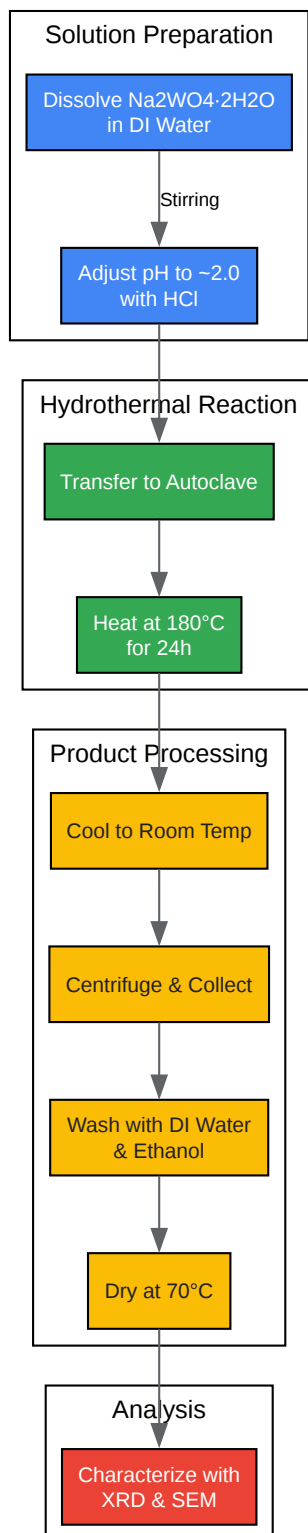 Solution Preparation
Dissolve Na2WO4·2H2O
in DI Water
Stirring
Adjust pH to ~2.0
with HCl
Hydrothermal Reaction
Transfer to Autoclave
Heat at 180°C
for 24h
Product Processing
Cool to Room Temp
Centrifuge & Collect
Wash with DI Water
& Ethanol
Dry at 70°C
Analysis
Characterize with
XRD & SEM